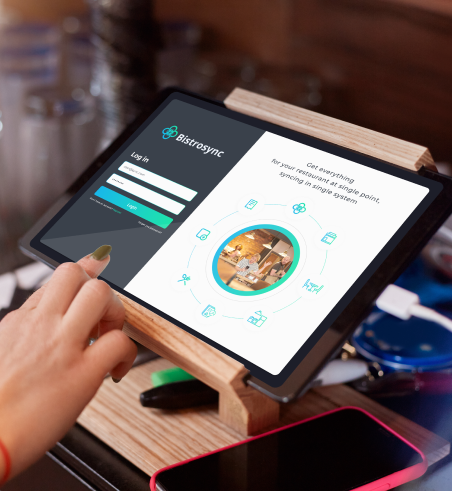 Bistrosync
Log in
Login
Get everything
for your restaurant at single point,
syncing in single system